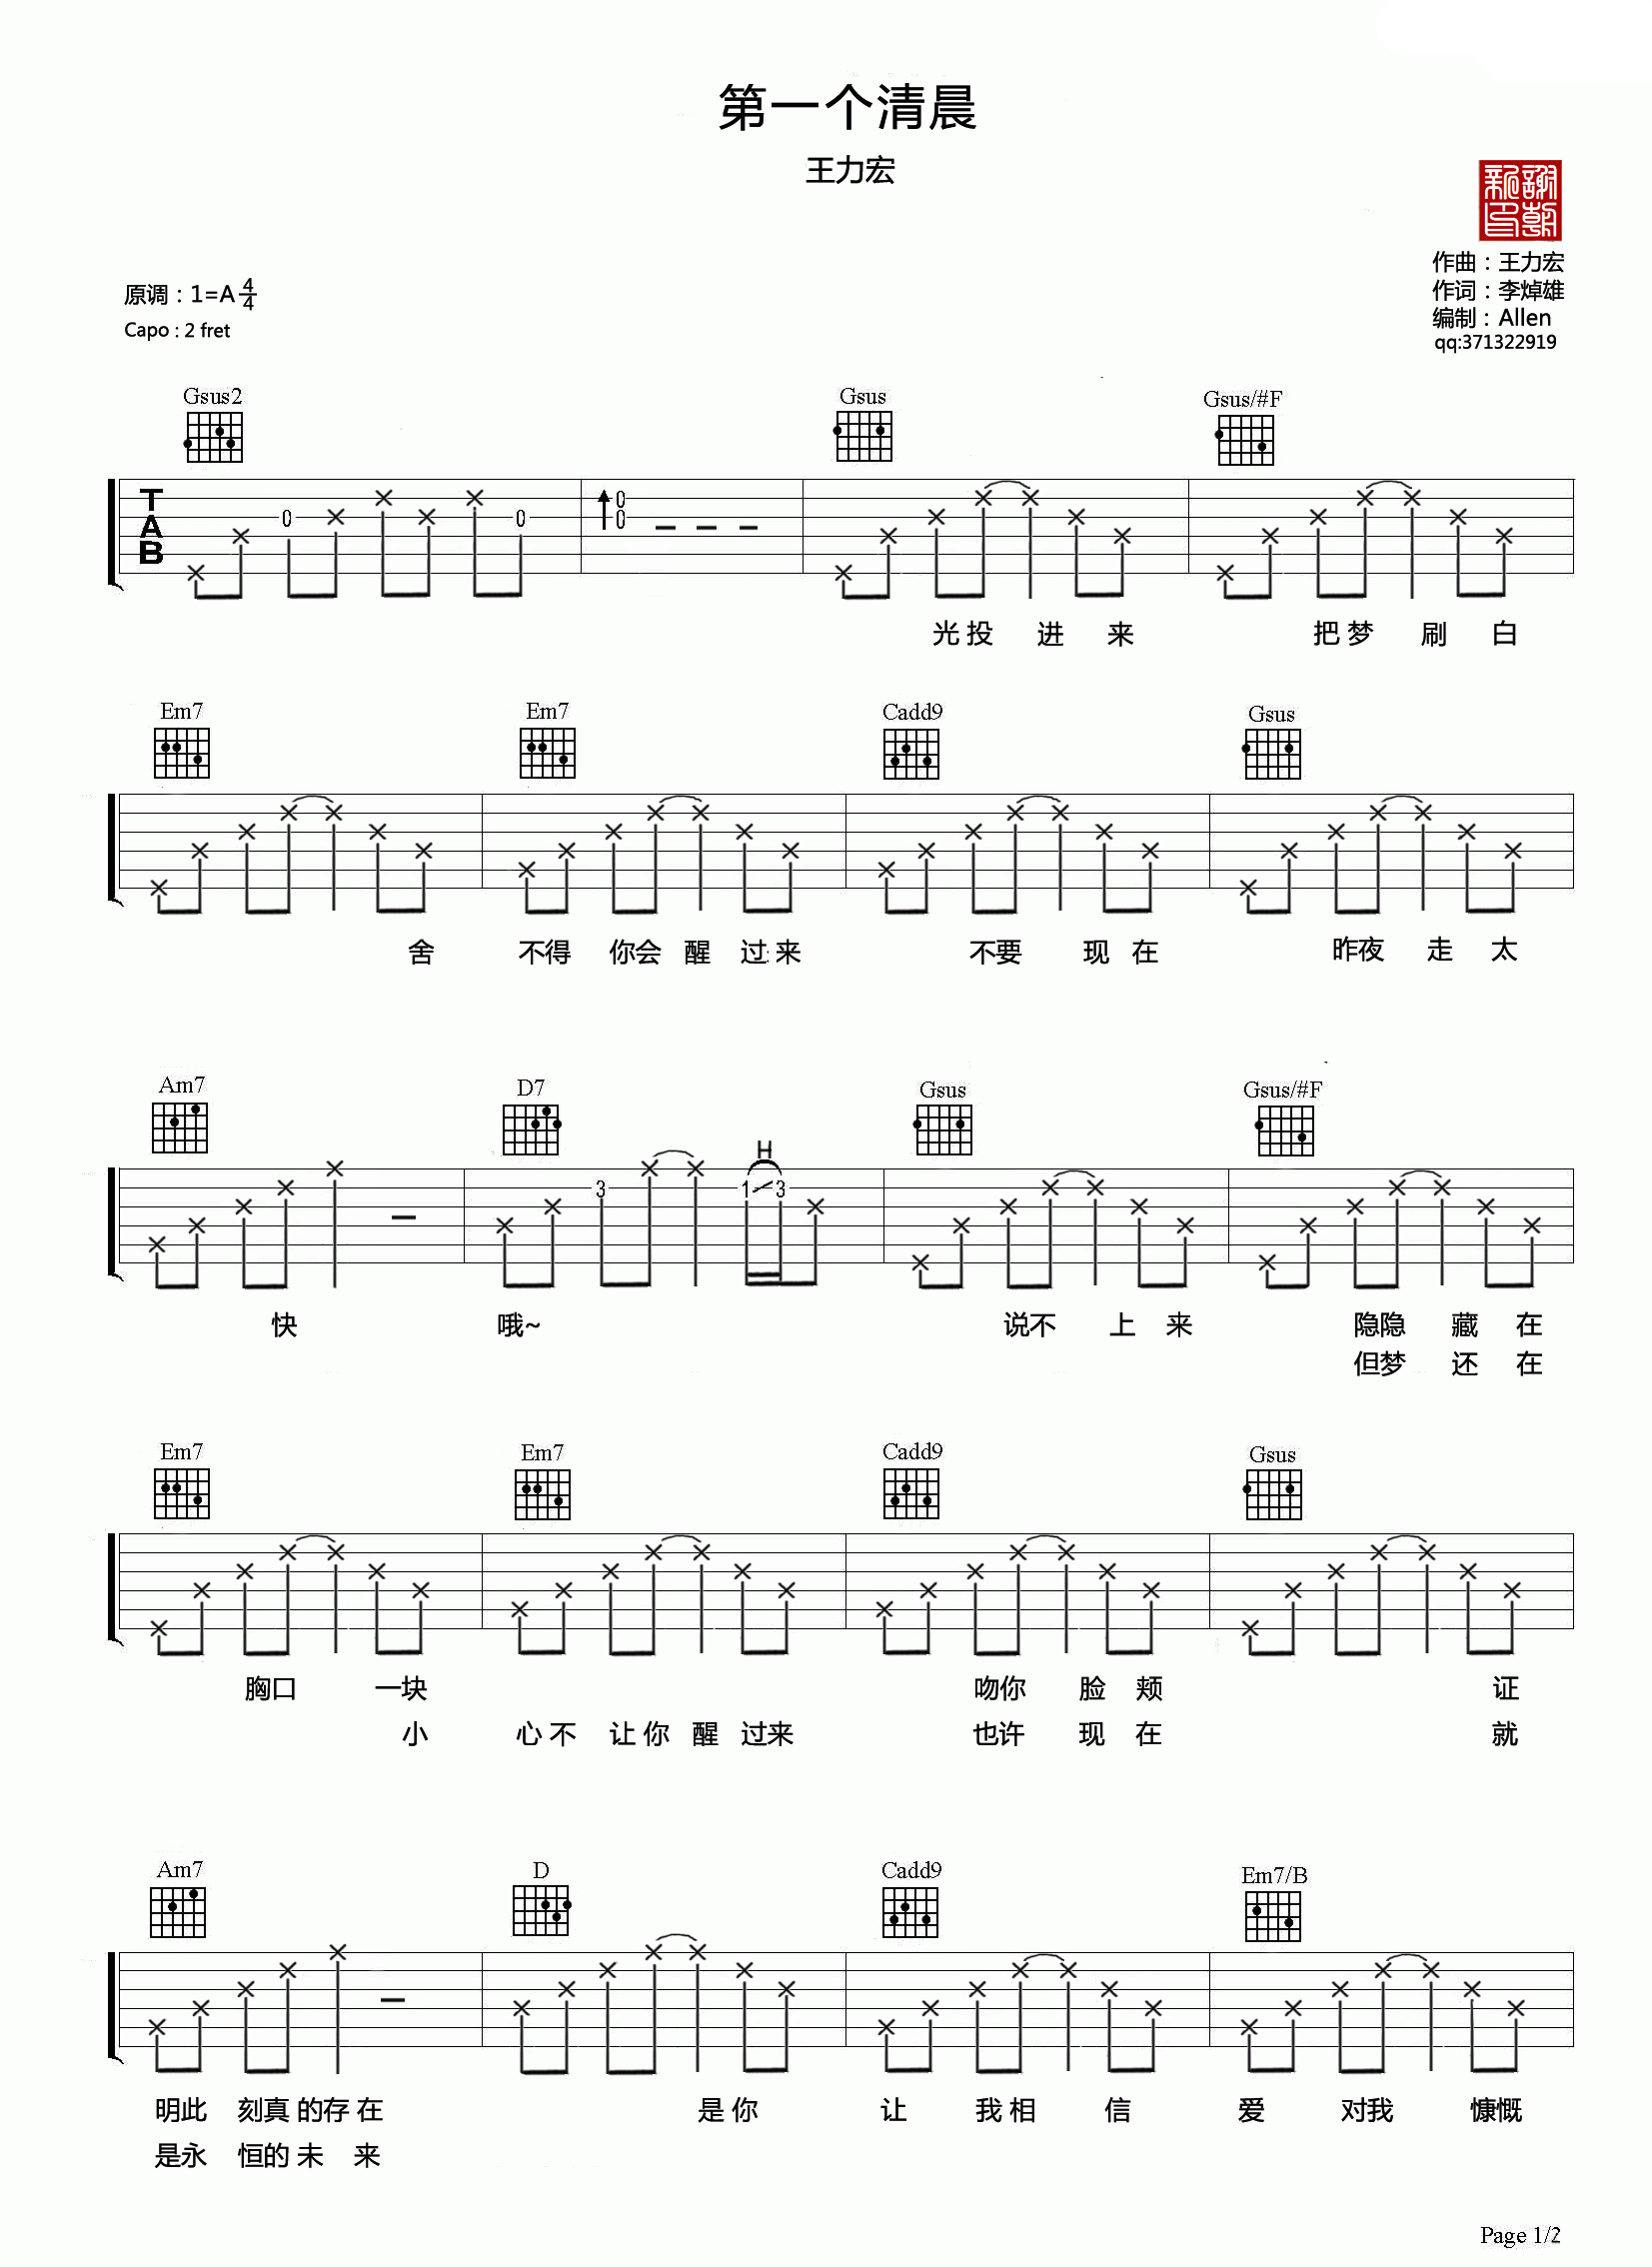 第一个清晨
王力宏
謝朝
新印
作曲：王力宏
作词：李焯雄
编制：Allen
qq:371322919
原调：1=A 4/4
Capo : 2 fret
Gsus2 Gsus Gsus/#F
T A B 0 0 0 0
光 投 进 来 把 梦 刷 白
Em7 Em7 Cadd9 Gsus
舍 不得 你会 醒 过 来 不要 现 在 昨夜 走 太
Am7 D7 Gsus Gsus/#F
H
3 1 3
快 哦~ 说不 上 来 隐隐 藏 在
但梦 还 在
Em7 Em7 Cadd9 Gsus
胸口 一块 吻你 脸 颊 证
小 心 不 让 你 醒 过来 也许 现 在 就
Am7 D Cadd9 Em7/B
明此 刻真 的存 在 是 你 让 我 相 信 爱 对我 慷慨
是永 恒的 未 来
Page 1/2